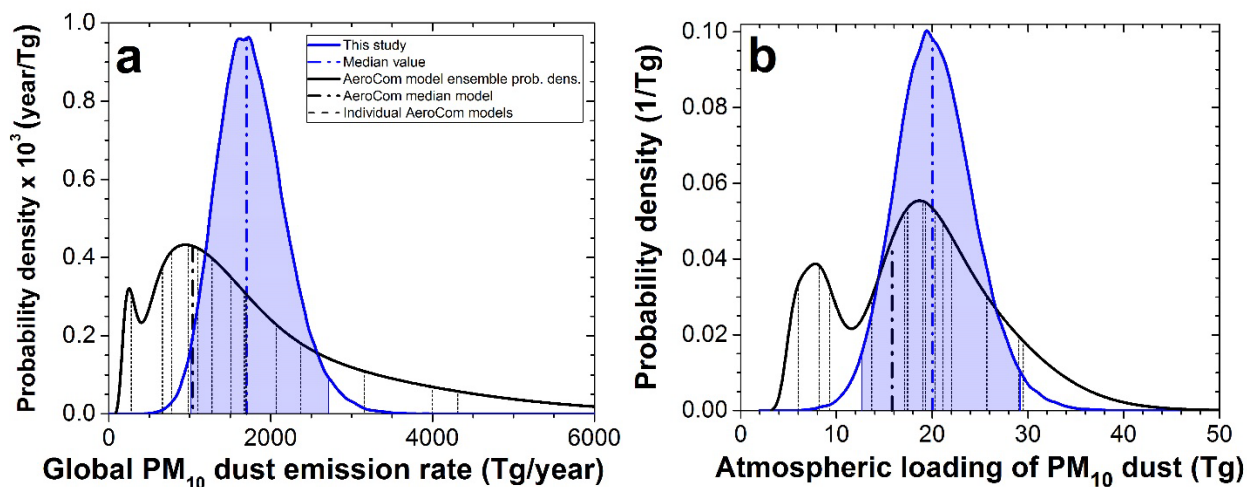 a
This study
Median value
AeroCom model ensemble prob. dens.
AeroCom median model
Individual AeroCom models
Probability density x 10³ (year/Tg)
1.0
0.8
0.6
0.4
0.2
0.0
0 2000 4000 6000
Global PM₁₀ dust emission rate (Tg/year)
b
Probability density (1/Tg)
0.10
0.08
0.06
0.04
0.02
0.00
0 10 20 30 40 50
Atmospheric loading of PM₁₀ dust (Tg)